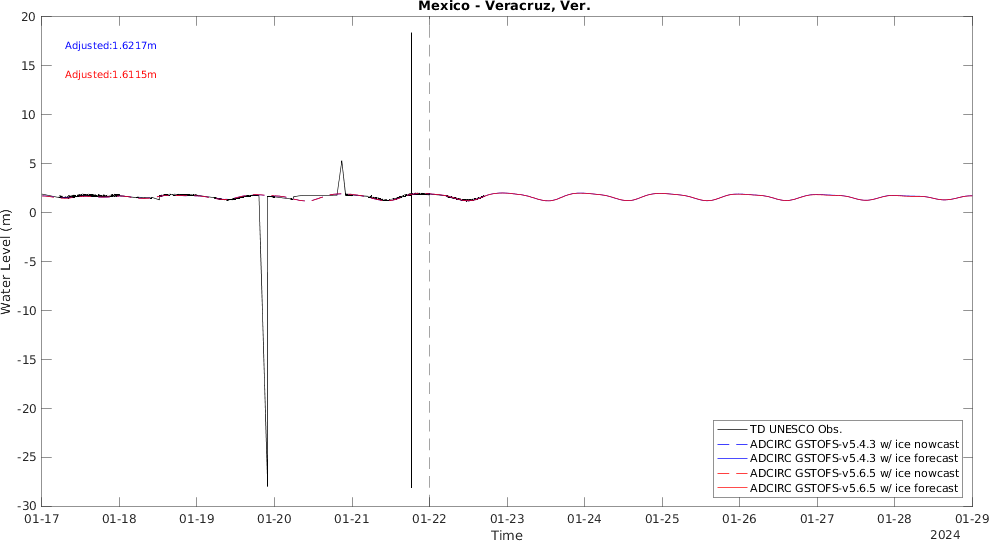 Mexico - Veracruz, Ver.
20
15
10
5
0
-5
-10
-15
-20
-25
-30
Water Level (m)
Adjusted:1.6217m
Adjusted:1.6115m
TD UNESCO Obs.
ADCIRC GSTOFS-v5.4.3 w/ ice nowcast
ADCIRC GSTOFS-v5.4.3 w/ ice forecast
ADCIRC GSTOFS-v5.6.5 w/ ice nowcast
ADCIRC GSTOFS-v5.6.5 w/ ice forecast
01-17 01-18 01-19 01-20 01-21 01-22 01-23 01-24 01-25 01-26 01-27 01-28 01-29
Time
2024